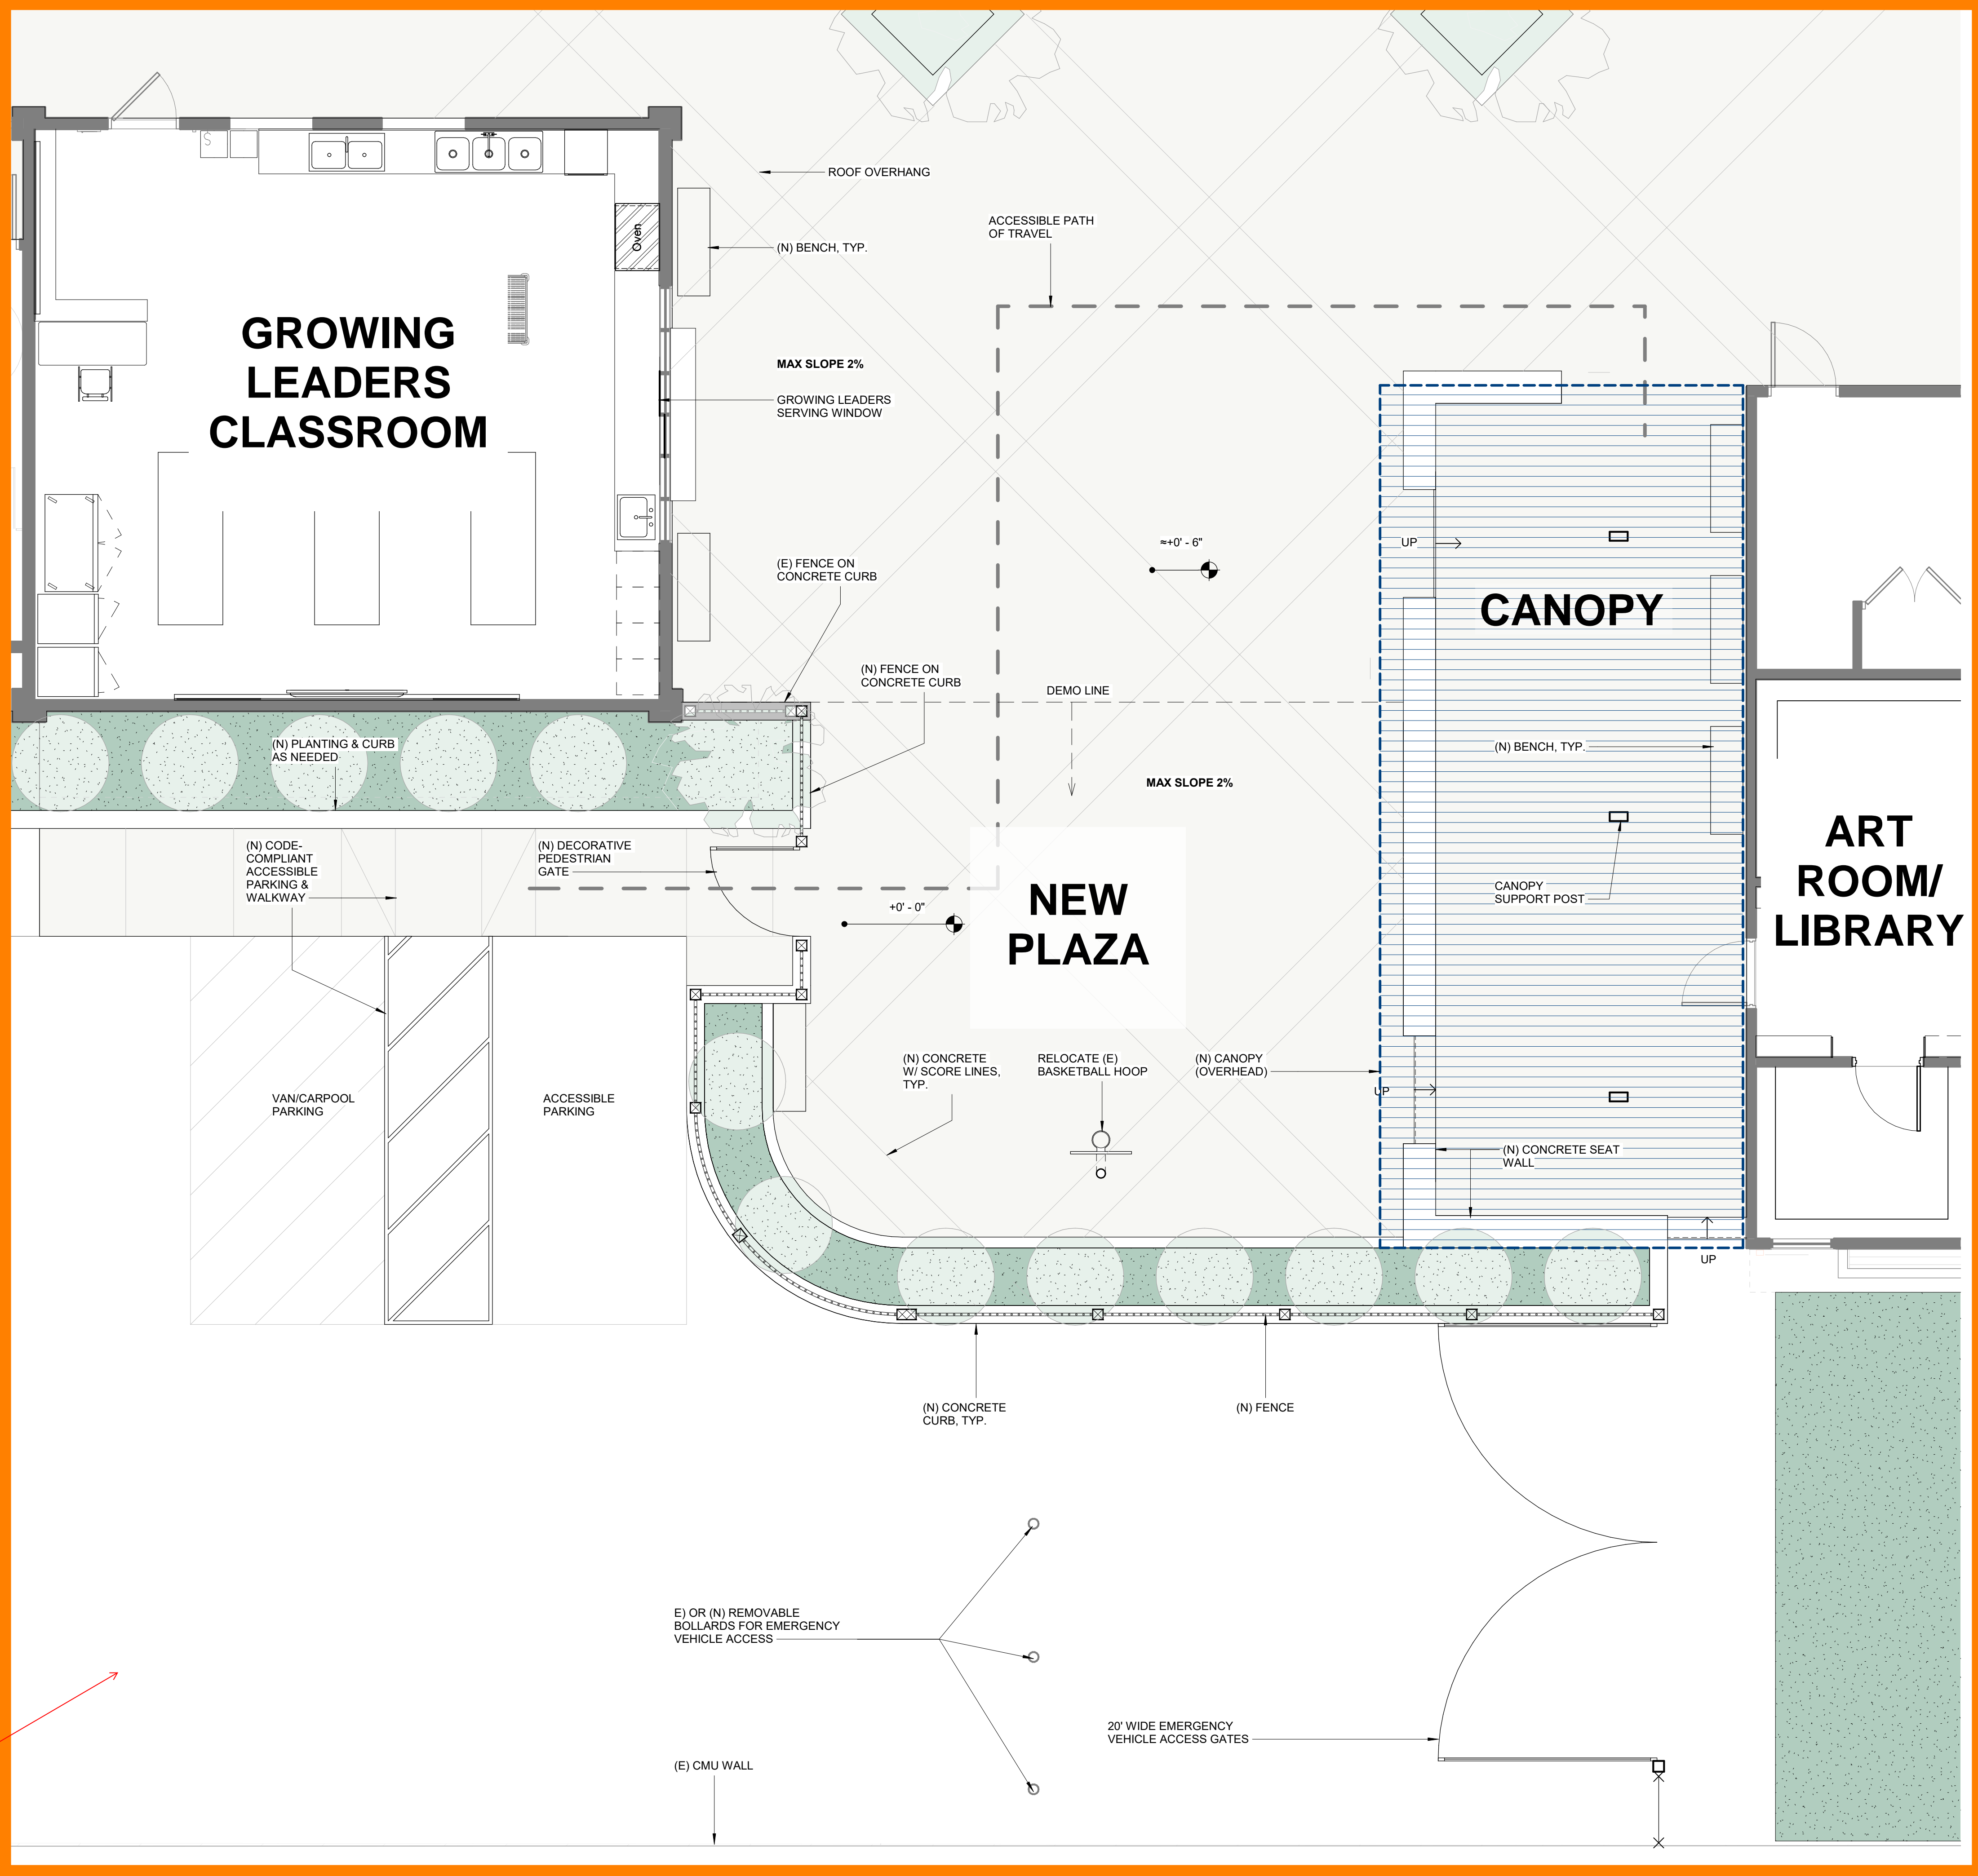 ROOF OVERHANG
ACCESSIBLE PATH
OF TRAVEL
(N) BENCH, TYP.
Oven
S
GROWING
LEADERS
CLASSROOM
MAX SLOPE 2%
GROWING LEADERS
SERVING WINDOW
UP
≈+0' - 6"
(E) FENCE ON
CONCRETE CURB
CANOPY
(N) FENCE ON
CONCRETE CURB
DEMO LINE
(N) PLANTING & CURB
AS NEEDED
(N) BENCH, TYP.
MAX SLOPE 2%
ART
ROOM/
LIBRARY
(N) CODE-
COMPLIANT
ACCESSIBLE
PARKING &
WALKWAY
(N) DECORATIVE
PEDESTRIAN
GATE
CANOPY
SUPPORT POST
+0' - 0"
NEW
PLAZA
(N) CONCRETE
W/ SCORE LINES,
TYP.
RELOCATE (E)
BASKETBALL HOOP
(N) CANOPY
(OVERHEAD)
UP
VAN/CARPOOL
PARKING
ACCESSIBLE
PARKING
(N) CONCRETE SEAT
WALL
UP
(N) CONCRETE
CURB, TYP.
(N) FENCE
E) OR (N) REMOVABLE
BOLLARDS FOR EMERGENCY
VEHICLE ACCESS
20' WIDE EMERGENCY
VEHICLE ACCESS GATES
(E) CMU WALL